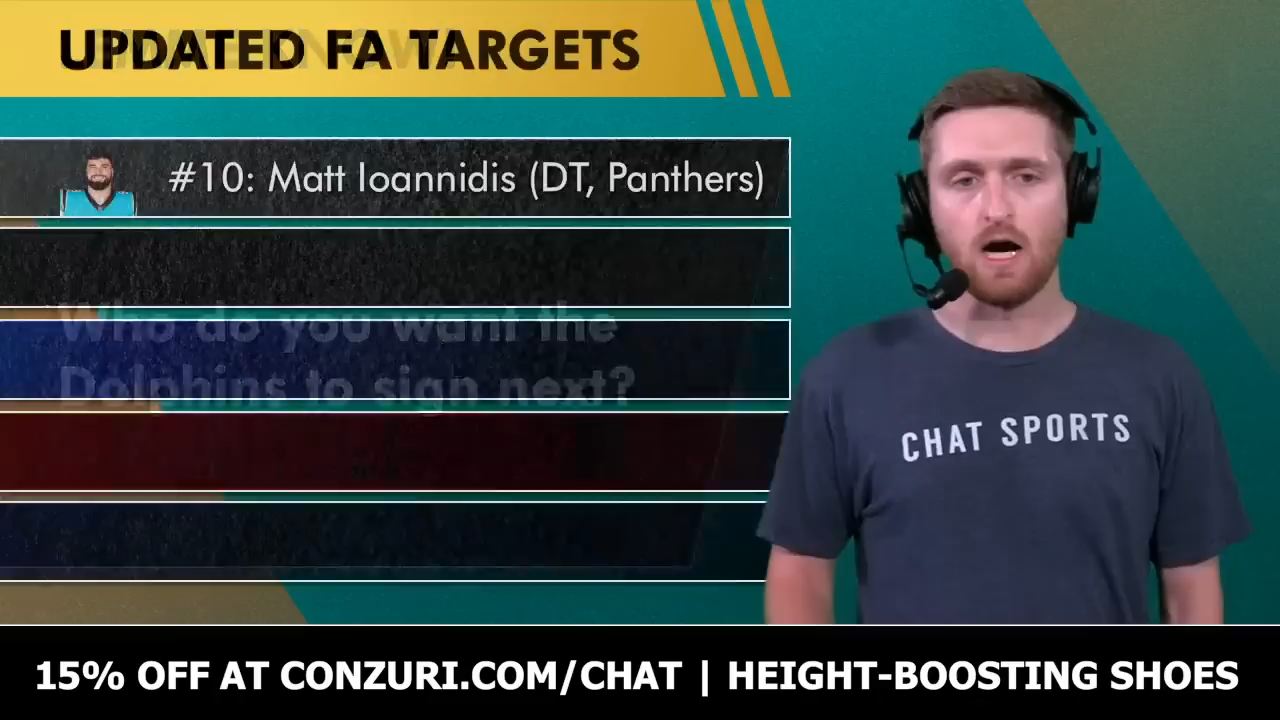 UPDATED FA TARGETS
#10: Matt Ioannidis (DT, Panthers)
Who do you want the
Dolphins to sign next?
CHAT SPORTS
15% OFF AT CONZURI.COM/CHAT | HEIGHT-BOOSTING SHOES